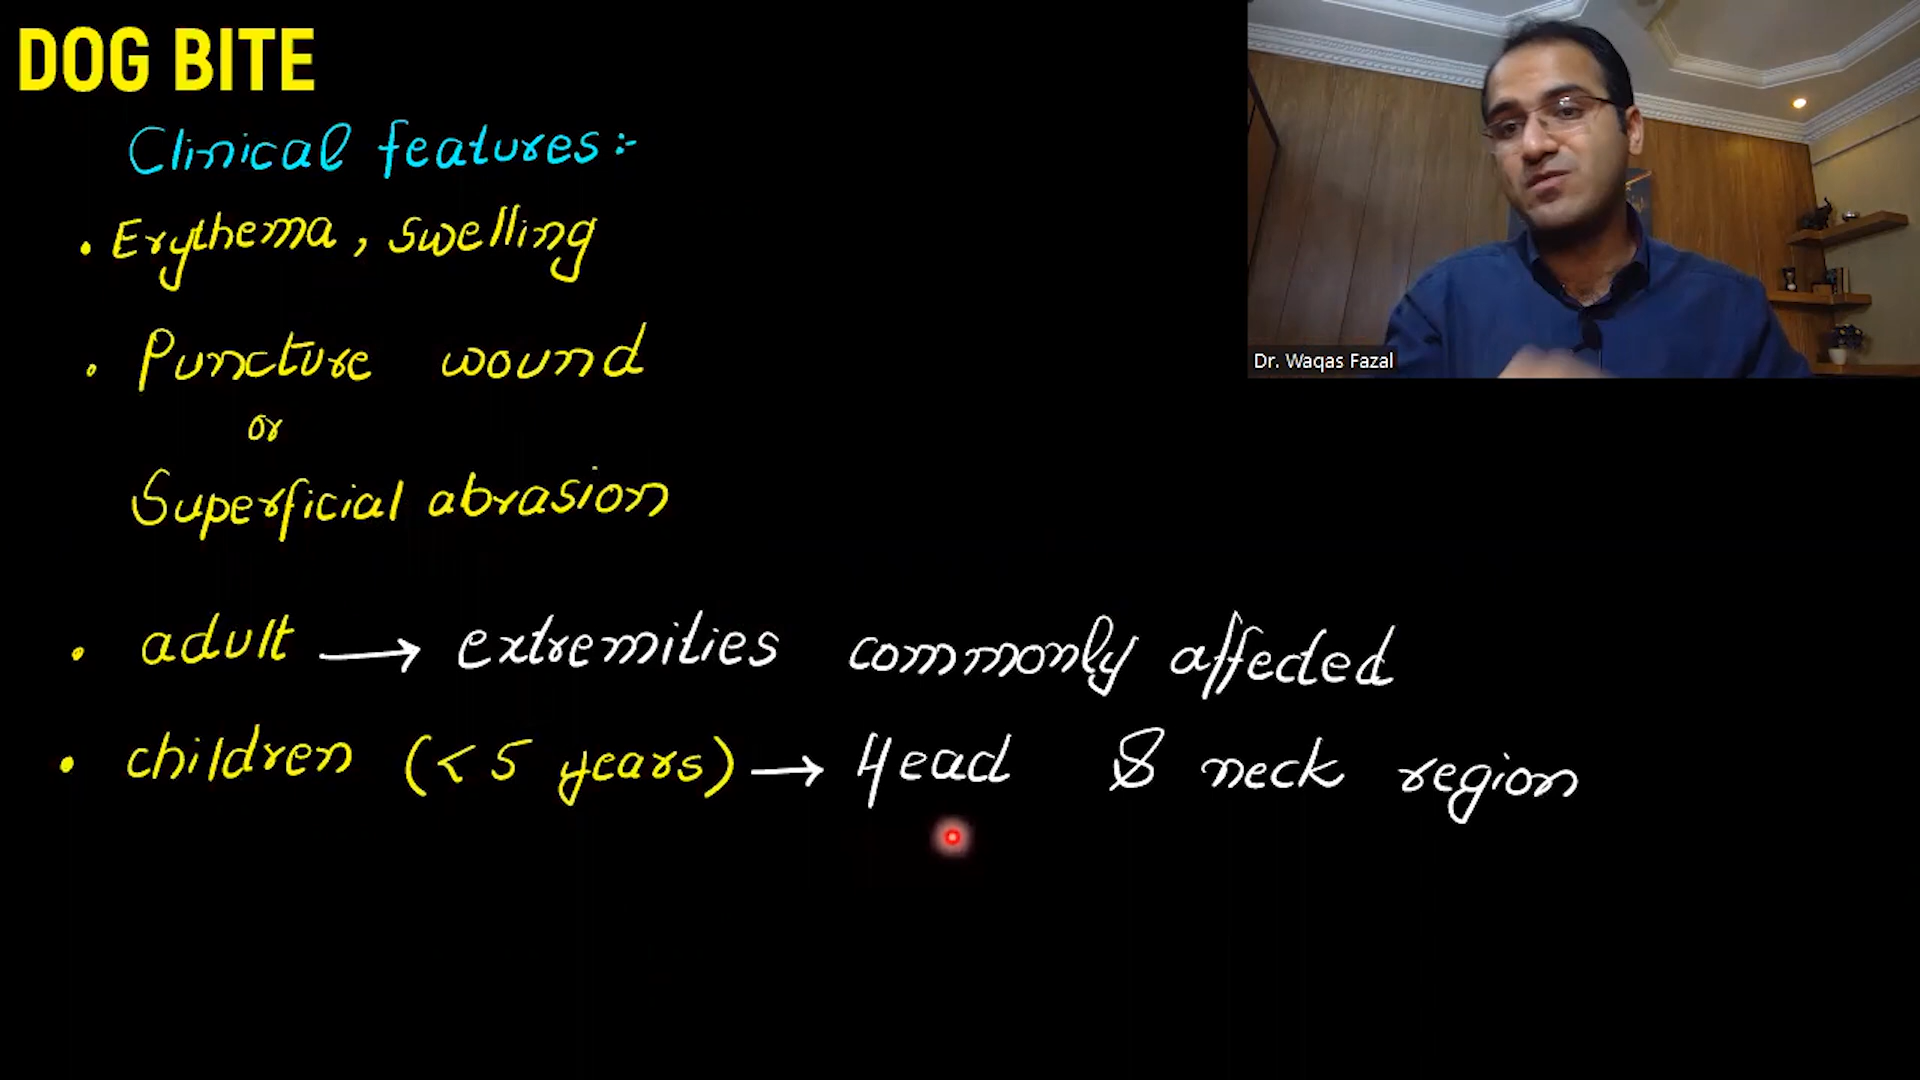 DOG BITE
Clinical features :-
• Erythema , swelling
• Puncture wound
or
Superficial abrasion
• adult → extremities commonly affected
• children (< 5 years) → Head & neck region
Dr. Waqas Fazal